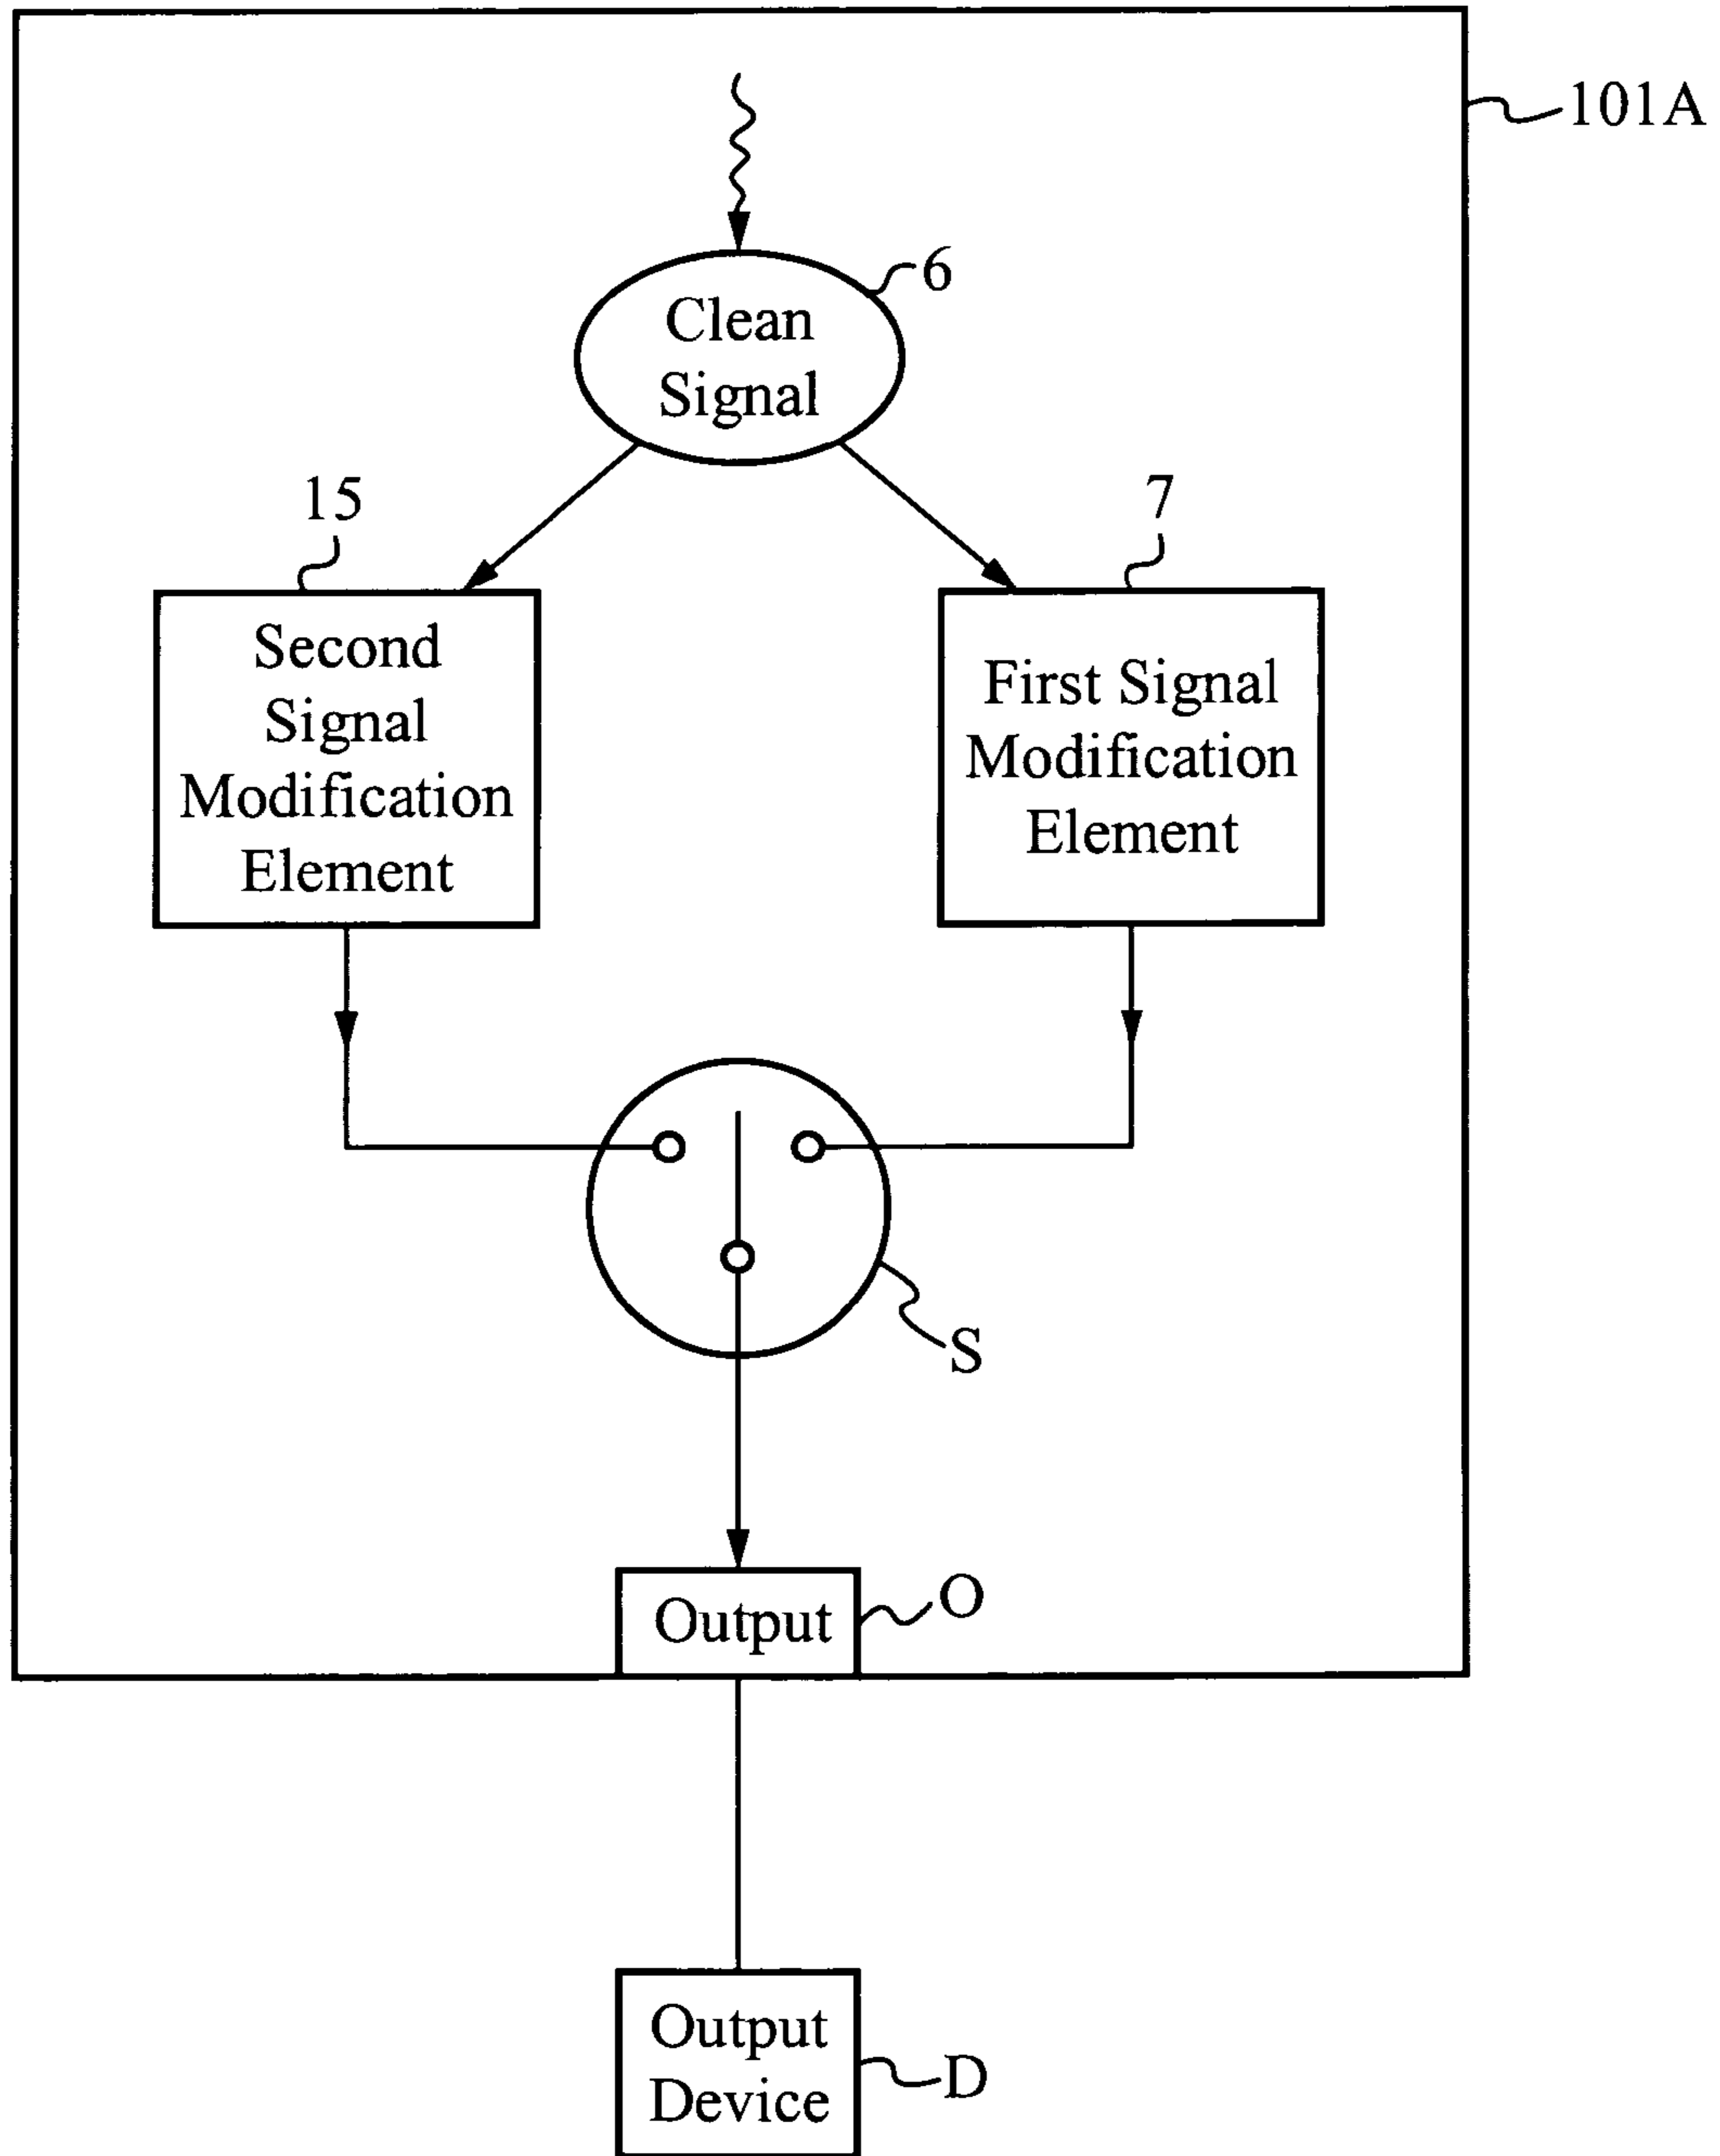 101A
6
Clean
Signal
15
7
Second
Signal
Modification
Element
First Signal
Modification
Element
S
Output
O
Output
Device
D